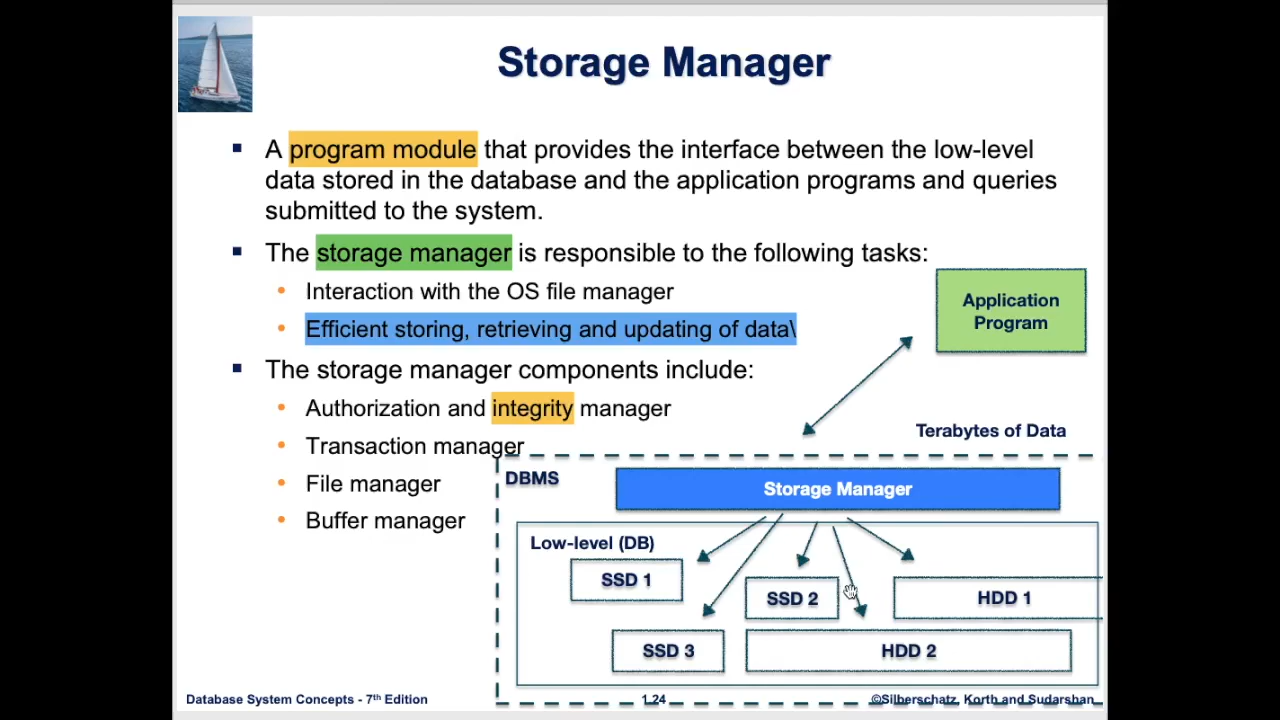 Storage Manager
A program module that provides the interface between the low-level
data stored in the database and the application programs and queries
submitted to the system.
The storage manager is responsible to the following tasks:
Interaction with the OS file manager
Efficient storing, retrieving and updating of data\
The storage manager components include:
Authorization and integrity manager
Transaction manager
File manager
Buffer manager
Application
Program
Terabytes of Data
DBMS
Storage Manager
Low-level (DB)
SSD 1
SSD 2
HDD 1
SSD 3
HDD 2
Database System Concepts - 7th Edition
1.24
©Silberschatz, Korth and Sudarshan